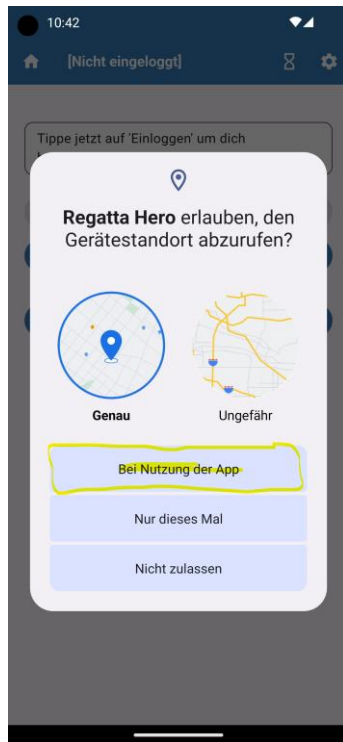 10:42
[Nicht eingeloggt]
Tippe jetzt auf 'Einloggen' um dich
Regatta Hero erlauben, den
Gerätestandort abzurufen?
Genau
Ungefähr
Bei Nutzung der App
Nur dieses Mal
Nicht zulassen